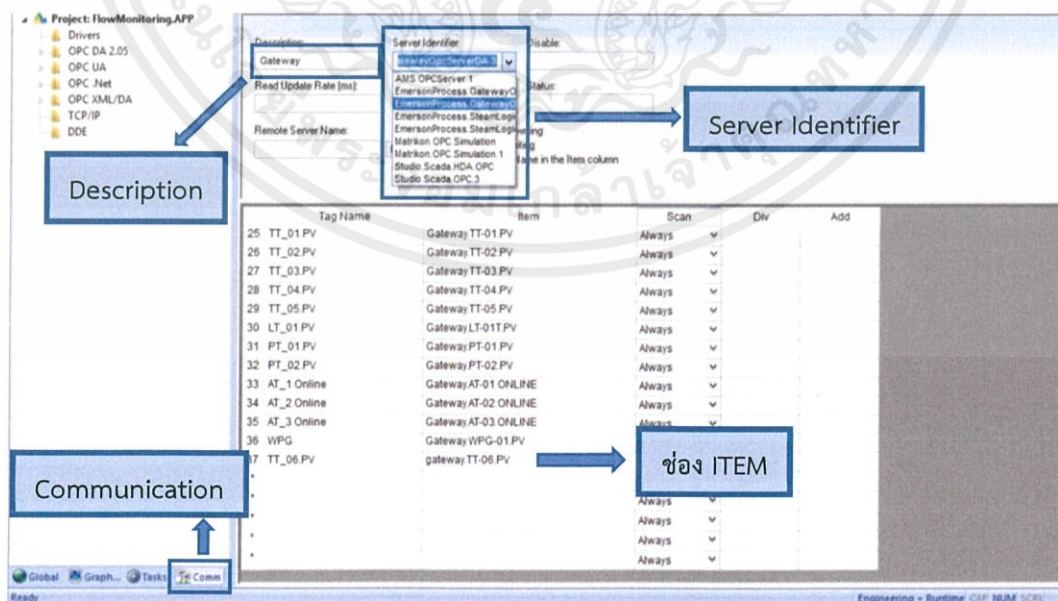 Project: FlowMonitoring.APP
Drivers
OPC DA 2.05
OPC UA
OPC .Net
OPC XML/DA
TCP/IP
DDE
Description:
Server Identifier:
Disable:
Gateway
atewayOpcServerDA.3
AMS.OPCServer.1
EmersonProcess.GatewayO
EmersonProcess.GatewayO
EmersonProcess.SteamLogi
EmersonProcess.SteamLogi
Matrikon.OPC.Simulation
Matrikon.OPC.Simulation.1
Studio.Scada.HDA.OPC
Studio.Scada.OPC.3
Read Update Rate (ms):
Status:
Remote Server Name:
Name in the Item column
Server Identifier
Description
Tag Name Item Scan Div Add
25 TT_01.PV Gateway.TT-01.PV Always
26 TT_02.PV Gateway.TT-02.PV Always
27 TT_03.PV Gateway.TT-03.PV Always
28 TT_04.PV Gateway.TT-04.PV Always
29 TT_05.PV Gateway.TT-05.PV Always
30 LT_01.PV Gateway.LT-01T.PV Always
31 PT_01.PV Gateway.PT-01.PV Always
32 PT_02.PV Gateway.PT-02.PV Always
33 AT_1.Online Gateway.AT-01.ONLINE Always
34 AT_2.Online Gateway.AT-02.ONLINE Always
35 AT_3.Online Gateway.AT-03.ONLINE Always
36 WPG Gateway.WPG-01.PV
37 TT_06.PV gateway.TT-06.PV
ช่อง ITEM
* Always
* Always
* Always
* Always
Communication
Global Graph... Tasks Comm
Ready Engineering + Runtime CAP NUM SCRL